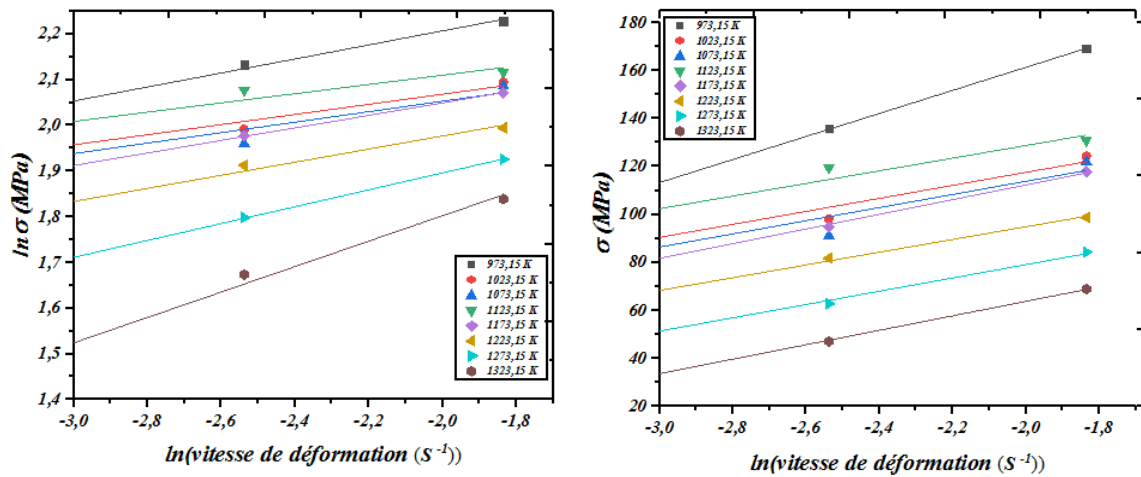 2,2
2,1
2,0
1,9
1,8
1,7
1,6
1,5
1,4
ln σ (MPa)
973,15 K
1023,15 K
1073,15 K
1123,15 K
1173,15 K
1223,15 K
1273,15 K
1323,15 K
-3,0 -2,8 -2,6 -2,4 -2,2 -2,0 -1,8
ln(vitesse de déformation (S⁻¹))
180
160
140
120
100
80
60
40
20
σ (MPa)
973,15 K
1023,15 K
1073,15 K
1123,15 K
1173,15 K
1223,15 K
1273,15 K
1323,15 K
-3,0 -2,8 -2,6 -2,4 -2,2 -2,0 -1,8
ln(vitesse de déformation (S⁻¹))